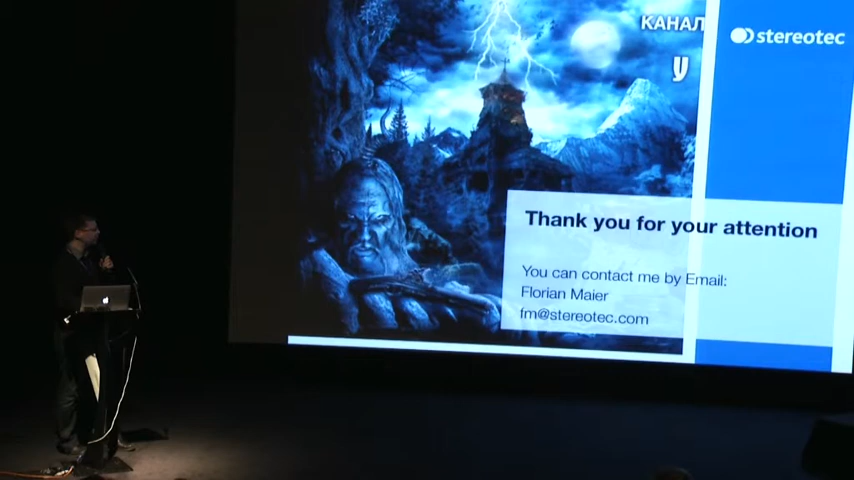 КАНАЛ
У
stereotec
Thank you for your attention
You can contact me by Email:
Florian Maier
fm@stereotec.com